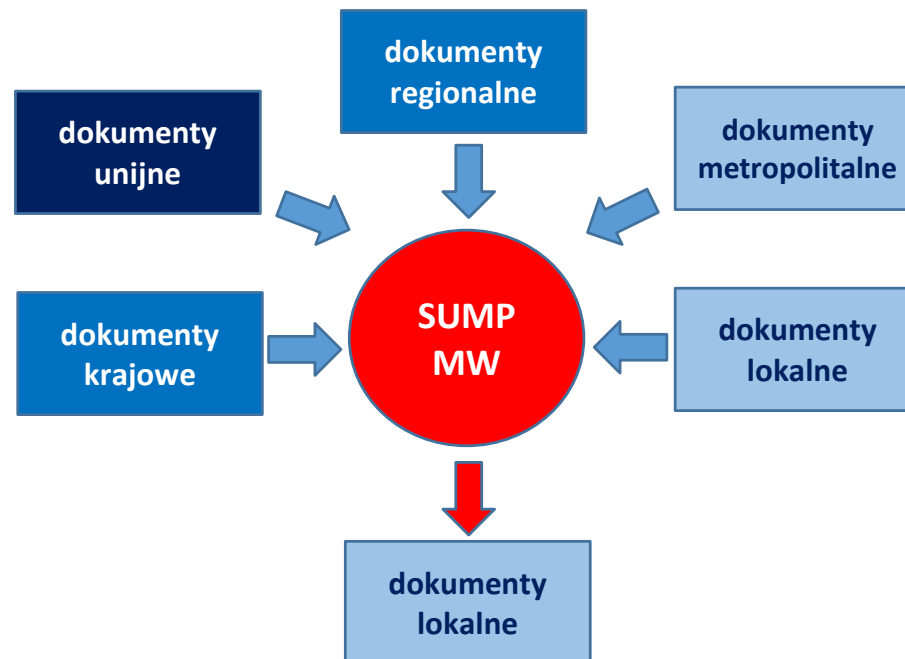 dokumenty
regionalne
dokumenty
unijne
dokumenty
metropolitalne
SUMP
MW
dokumenty
krajowe
dokumenty
lokalne
dokumenty
lokalne